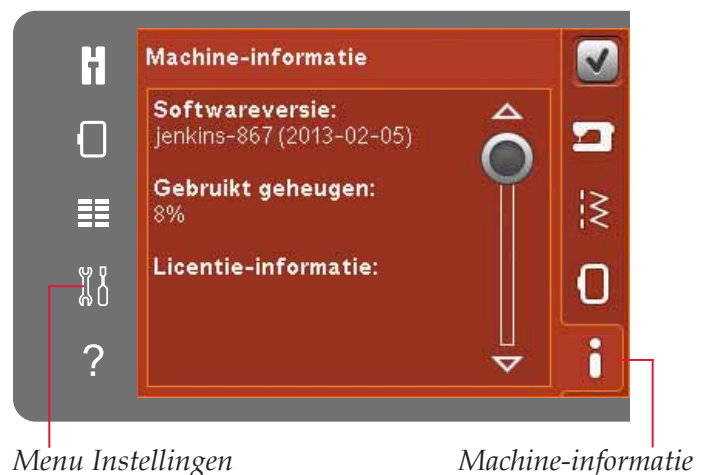 Machine-informatie
Softwareversie:
jenkins-867 (2013-02-05)
Gebruikt geheugen:
8%
Licentie-informatie:
?
i
Menu Instellingen
Machine-informatie